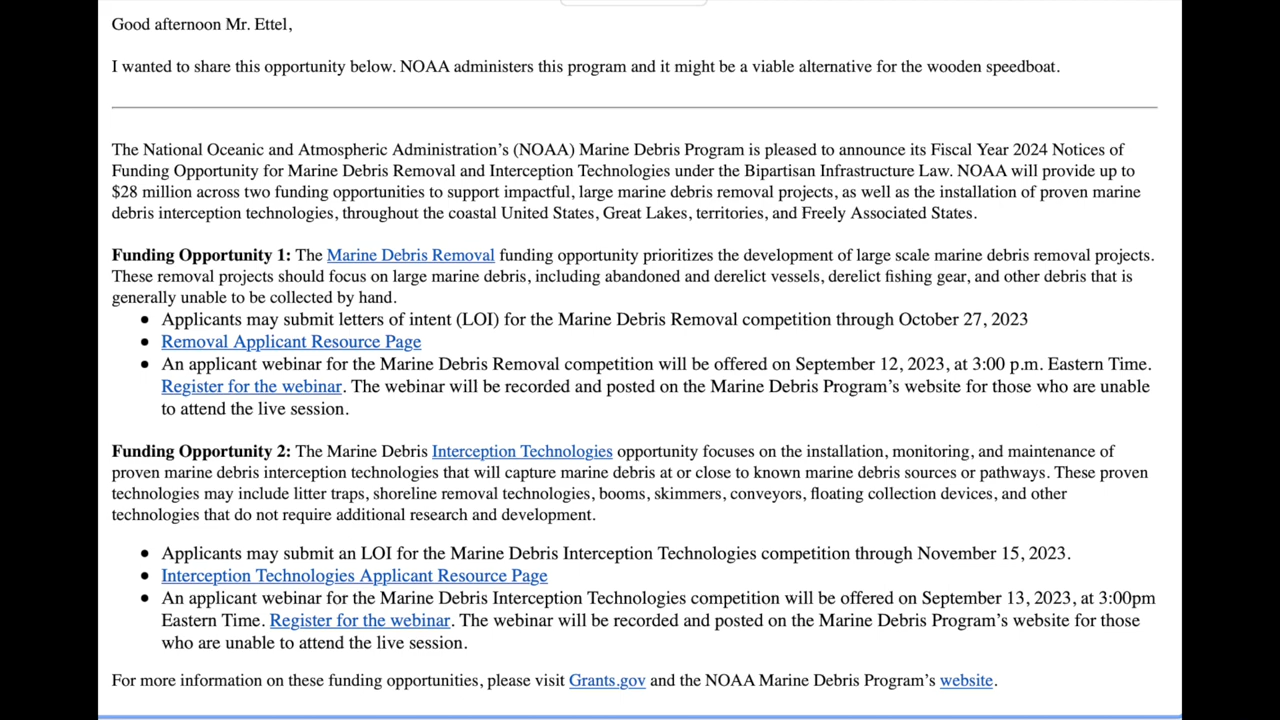 Good afternoon Mr. Ettel,
I wanted to share this opportunity below. NOAA administers this program and it might be a viable alternative for the wooden speedboat.
The National Oceanic and Atmospheric Administration’s (NOAA) Marine Debris Program is pleased to announce its Fiscal Year 2024 Notices of
Funding Opportunity for Marine Debris Removal and Interception Technologies under the Bipartisan Infrastructure Law. NOAA will provide up to
$28 million across two funding opportunities to support impactful, large marine debris removal projects, as well as the installation of proven marine
debris interception technologies, throughout the coastal United States, Great Lakes, territories, and Freely Associated States.
Funding Opportunity 1: The Marine Debris Removal funding opportunity prioritizes the development of large scale marine debris removal projects.
These removal projects should focus on large marine debris, including abandoned and derelict vessels, derelict fishing gear, and other debris that is
generally unable to be collected by hand.
• Applicants may submit letters of intent (LOI) for the Marine Debris Removal competition through October 27, 2023
• Removal Applicant Resource Page
• An applicant webinar for the Marine Debris Removal competition will be offered on September 12, 2023, at 3:00 p.m. Eastern Time.
Register for the webinar. The webinar will be recorded and posted on the Marine Debris Program’s website for those who are unable
to attend the live session.
Funding Opportunity 2: The Marine Debris Interception Technologies opportunity focuses on the installation, monitoring, and maintenance of
proven marine debris interception technologies that will capture marine debris at or close to known marine debris sources or pathways. These proven
technologies may include litter traps, shoreline removal technologies, booms, skimmers, conveyors, floating collection devices, and other
technologies that do not require additional research and development.
• Applicants may submit an LOI for the Marine Debris Interception Technologies competition through November 15, 2023.
• Interception Technologies Applicant Resource Page
• An applicant webinar for the Marine Debris Interception Technologies competition will be offered on September 13, 2023, at 3:00pm
Eastern Time. Register for the webinar. The webinar will be recorded and posted on the Marine Debris Program’s website for those
who are unable to attend the live session.
For more information on these funding opportunities, please visit Grants.gov and the NOAA Marine Debris Program’s website.